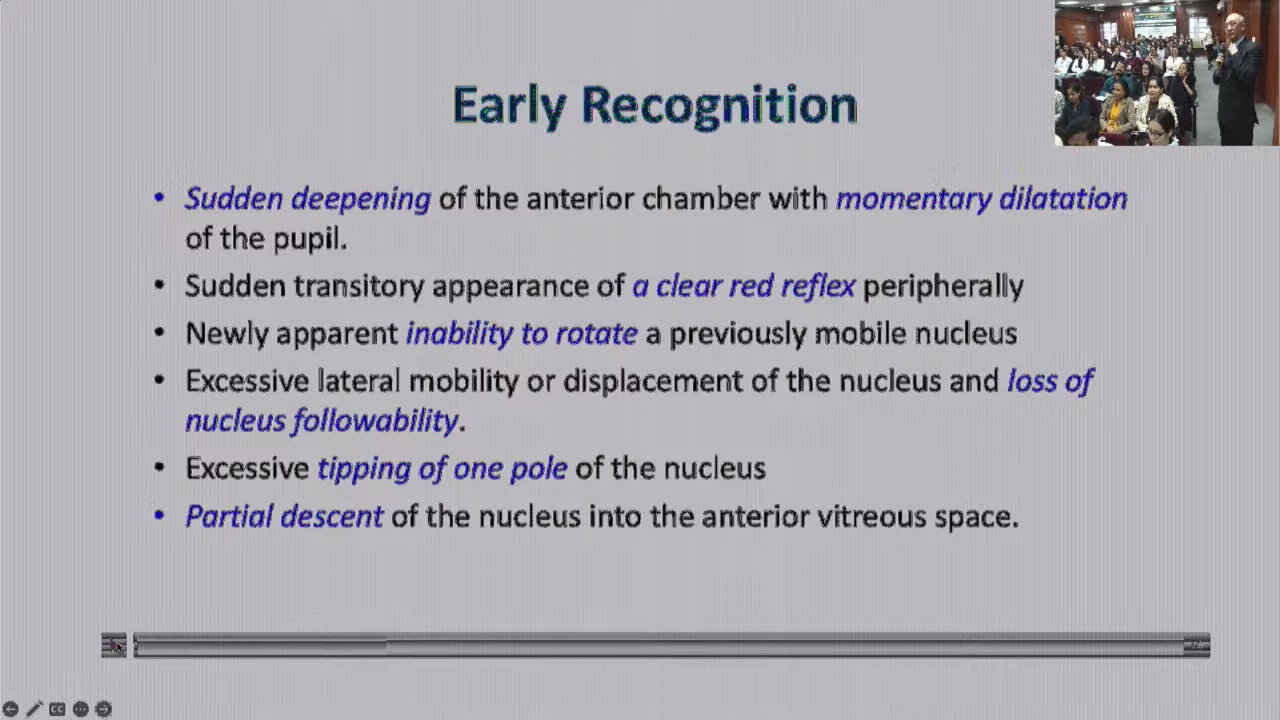 Early Recognition
• Sudden deepening of the anterior chamber with momentary dilatation
of the pupil.
• Sudden transitory appearance of a clear red reflex peripherally
• Newly apparent inability to rotate a previously mobile nucleus
• Excessive lateral mobility or displacement of the nucleus and loss of
nucleus followability.
• Excessive tipping of one pole of the nucleus
• Partial descent of the nucleus into the anterior vitreous space.
CC